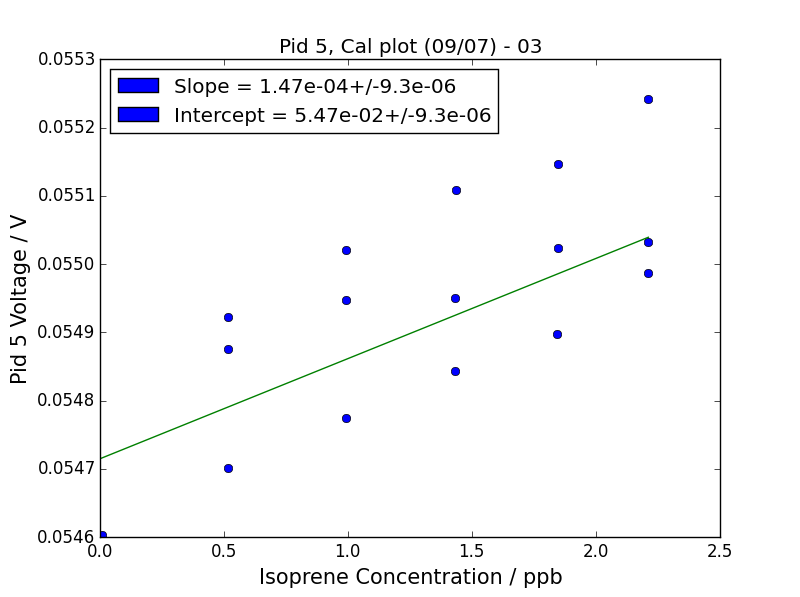 Pid 5, Cal plot (09/07) - 03
Slope = 1.47e-04+/-9.3e-06
Intercept = 5.47e-02+/-9.3e-06
0.0553
0.0552
0.0551
0.0550
0.0549
0.0548
0.0547
0.0546
Pid 5 Voltage / V
0.0 0.5 1.0 1.5 2.0 2.5
Isoprene Concentration / ppb